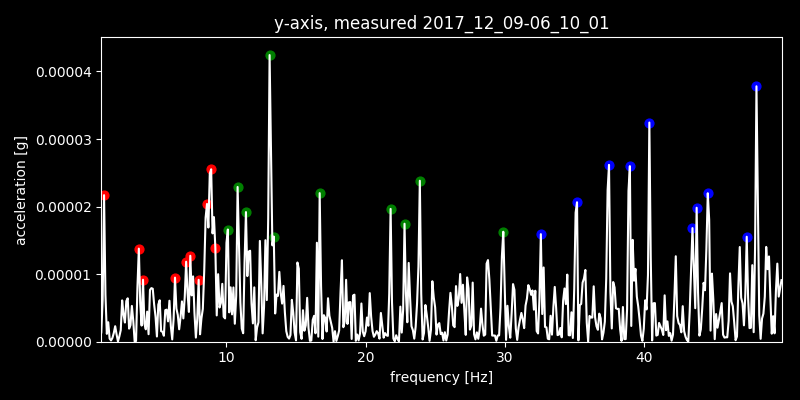 y-axis, measured 2017_12_09-06_10_01
0.00004
0.00003
0.00002
0.00001
0.00000
acceleration [g]
10 20 30 40
frequency [Hz]